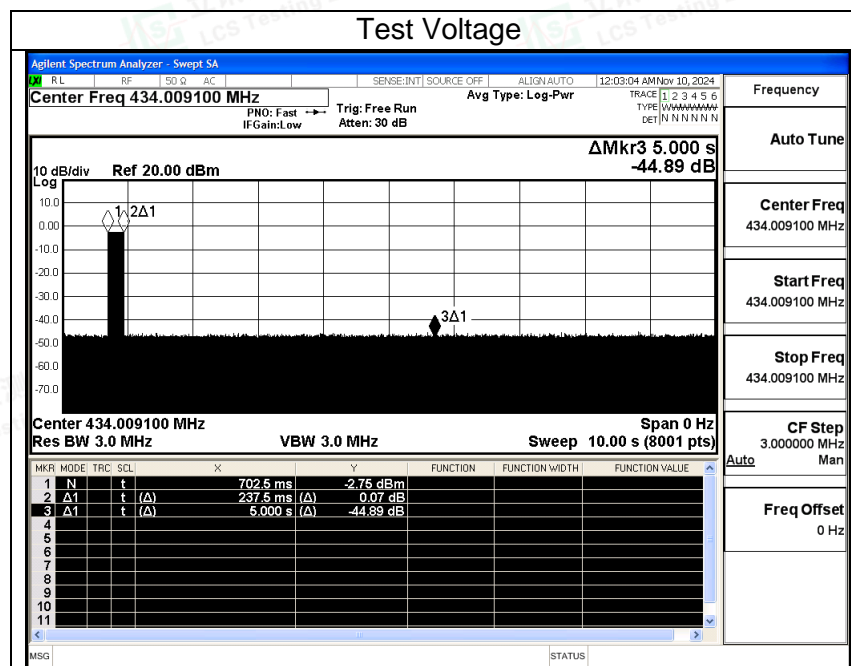 Test Voltage
Agilent Spectrum Analyzer - Swept SA
LXI RL RF 50 Ω AC SENSE:INT SOURCE OFF ALIGN AUTO 12:03:04 AM Nov 10, 2024
Center Freq 434.009100 MHz
PNO: Fast
IFGain:Low
Trig: Free Run
Atten: 30 dB
Avg Type: Log-Pwr
TRACE 1 2 3 4 5 6
TYPE WWWWWW
DET N N N N N N
ΔMkr3 5.000 s
-44.89 dB
10 dB/div Ref 20.00 dBm
Log
10.0
0.00
-10.0
-20.0
-30.0
-40.0
-50.0
-60.0
-70.0
1 2Δ1
3Δ1
Center 434.009100 MHz Span 0 Hz
Res BW 3.0 MHz VBW 3.0 MHz Sweep 10.00 s (8001 pts)
MKR MODE TRC SCL X Y FUNCTION FUNCTION WIDTH FUNCTION VALUE
1 N t 702.5 ms -2.75 dBm
2 Δ1 t (Δ) 237.5 ms (Δ) 0.07 dB
3 Δ1 t (Δ) 5.000 s (Δ) -44.89 dB
4
5
6
7
8
9
10
11
MSG STATUS
Frequency
Auto Tune
Center Freq
434.009100 MHz
Start Freq
434.009100 MHz
Stop Freq
434.009100 MHz
CF Step
3.000000 MHz
Auto Man
Freq Offset
0 Hz